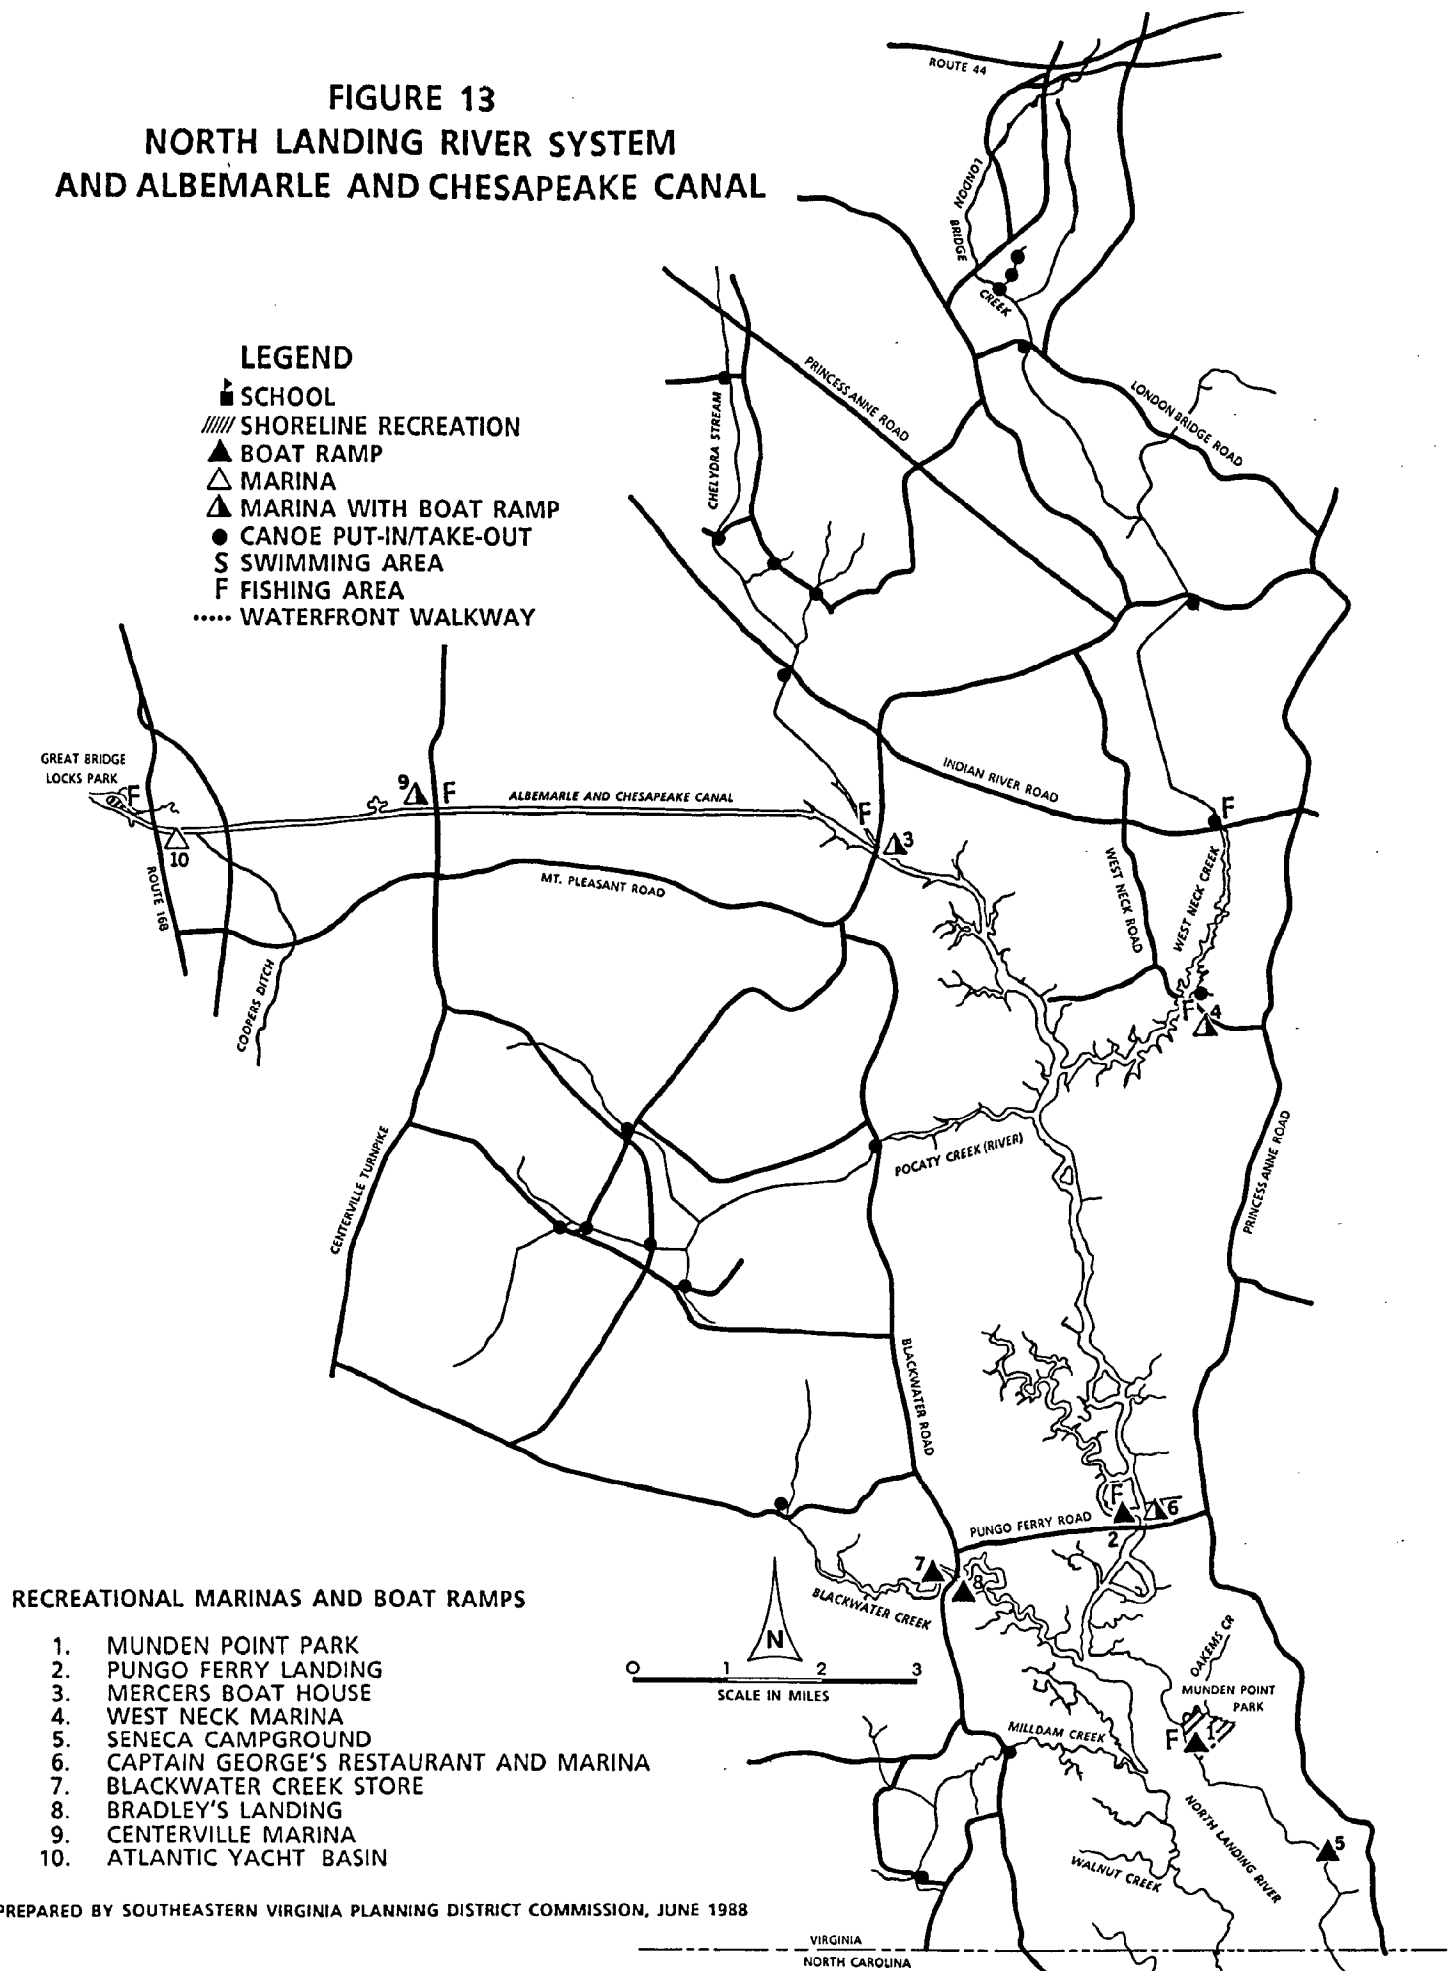 FIGURE 13
NORTH LANDING RIVER SYSTEM
AND ALBEMARLE AND CHESAPEAKE CANAL
LEGEND
SCHOOL
SHORELINE RECREATION
BOAT RAMP
MARINA
MARINA WITH BOAT RAMP
CANOE PUT-IN/TAKE-OUT
S SWIMMING AREA
F FISHING AREA
WATERFRONT WALKWAY
ROUTE 44
LONDON
BRIDGE
CREEK
PRINCESS ANNE ROAD
LONDON BRIDGE ROAD
CHELYDRA STREAM
GREAT BRIDGE
LOCKS PARK
F
9
F
ALBEMARLE AND CHESAPEAKE CANAL
F
3
INDIAN RIVER ROAD
F
10
ROUTE 168
MT. PLEASANT ROAD
WEST NECK ROAD
WEST NECK CREEK
COOPERS DITCH
F
4
CENTERVILLE TURNPIKE
POCATY CREEK (RIVER)
PRINCESS ANNE ROAD
BLACKWATER ROAD
F
6
PUNGO FERRY ROAD
2
7
8
BLACKWATER CREEK
N
0 1 2 3
SCALE IN MILES
OAKEMS CR
MUNDEN POINT
PARK
F
1
MILLDAM CREEK
NORTH LANDING RIVER
5
WALNUT CREEK
RECREATIONAL MARINAS AND BOAT RAMPS
1. MUNDEN POINT PARK
2. PUNGO FERRY LANDING
3. MERCERS BOAT HOUSE
4. WEST NECK MARINA
5. SENECA CAMPGROUND
6. CAPTAIN GEORGE'S RESTAURANT AND MARINA
7. BLACKWATER CREEK STORE
8. BRADLEY'S LANDING
9. CENTERVILLE MARINA
10. ATLANTIC YACHT BASIN
PREPARED BY SOUTHEASTERN VIRGINIA PLANNING DISTRICT COMMISSION, JUNE 1988
VIRGINIA
NORTH CAROLINA